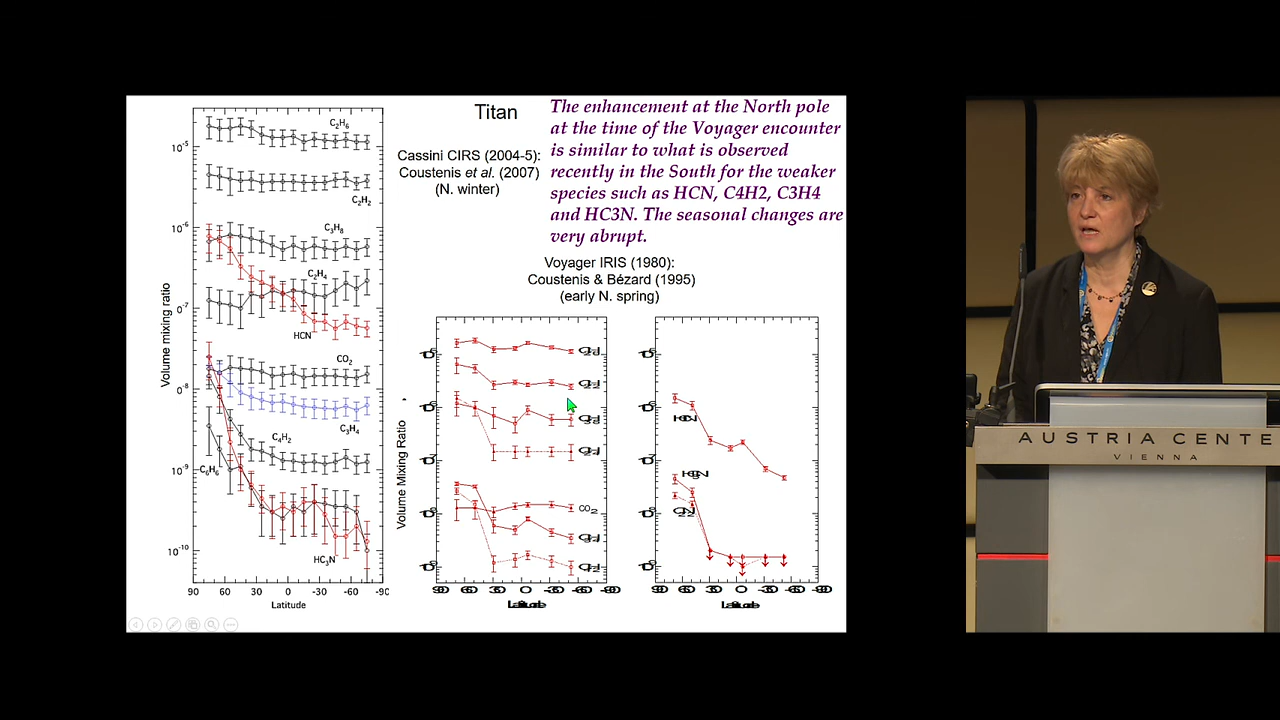 Titan
Cassini CIRS (2004-5):
Coustenis et al. (2007)
(N. winter)
The enhancement at the North pole
at the time of the Voyager encounter
is similar to what is observed
recently in the South for the weaker
species such as HCN, C4H2, C3H4
and HC3N. The seasonal changes are
very abrupt.
Voyager IRIS (1980):
Coustenis & Bézard (1995)
(early N. spring)
Volume mixing ratio
10⁻⁵
10⁻⁶
10⁻⁷
10⁻⁹
10⁻¹⁰
C₂H₆
C₂H₂
C₃H₈
C₂H₄
HCN
CO₂
C₃H₄
C₄H₂
C₆H₆
HC₃N
90 60 30 0 -30 -60 -90
Latitude
Volume Mixing Ratio
CO₂
AUSTRIA CENTE
VIENNA